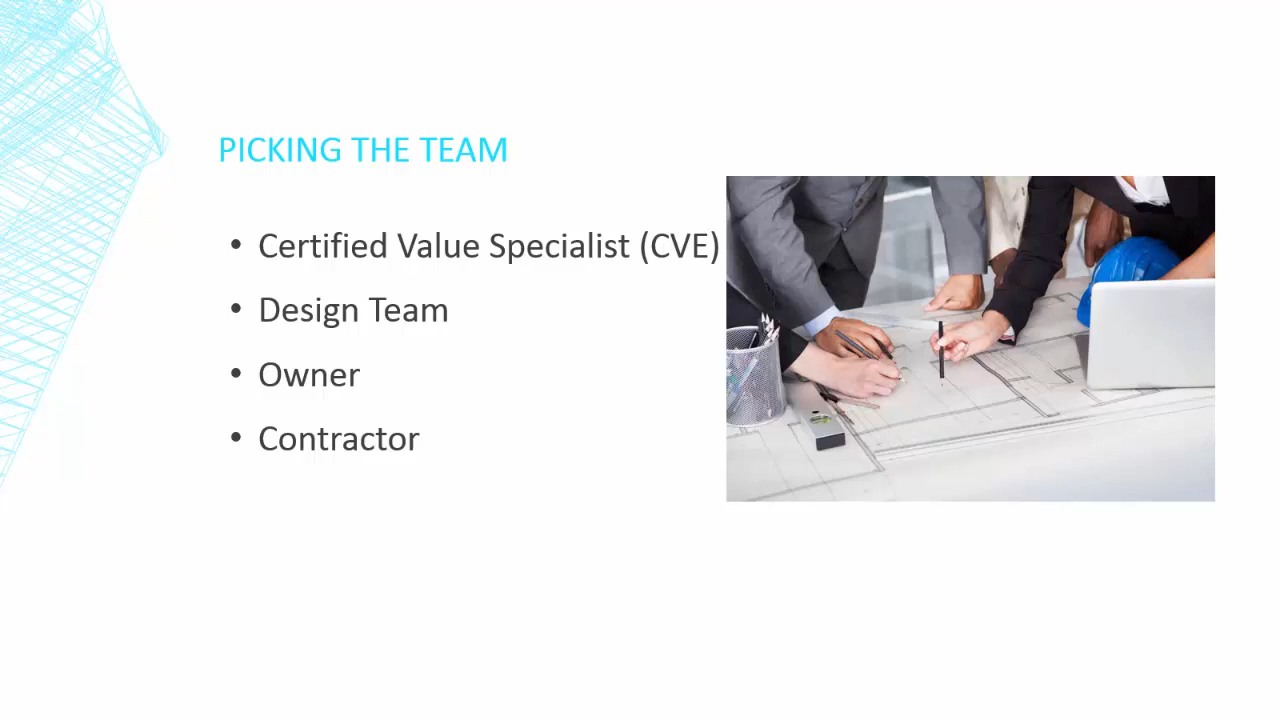 PICKING THE TEAM
• Certified Value Specialist (CVE)
• Design Team
• Owner
• Contractor